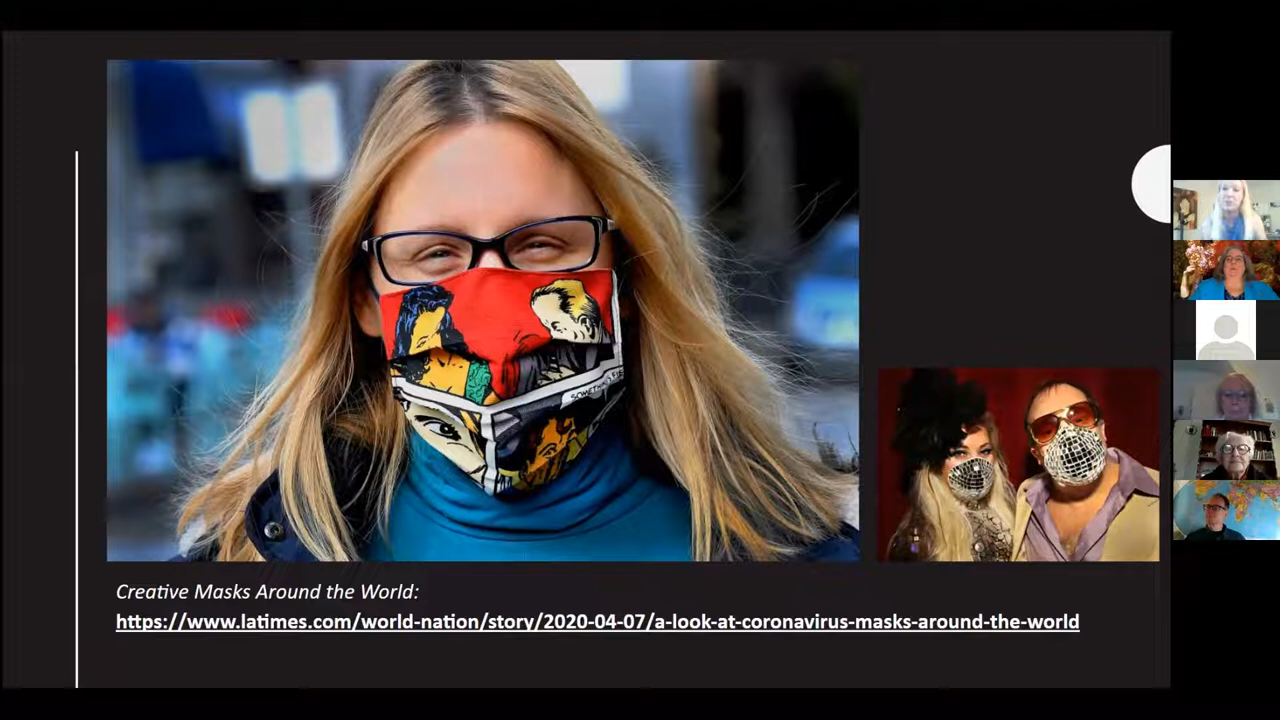 SOMETH
Creative Masks Around the World:
https://www.latimes.com/world-nation/story/2020-04-07/a-look-at-coronavirus-masks-around-the-world